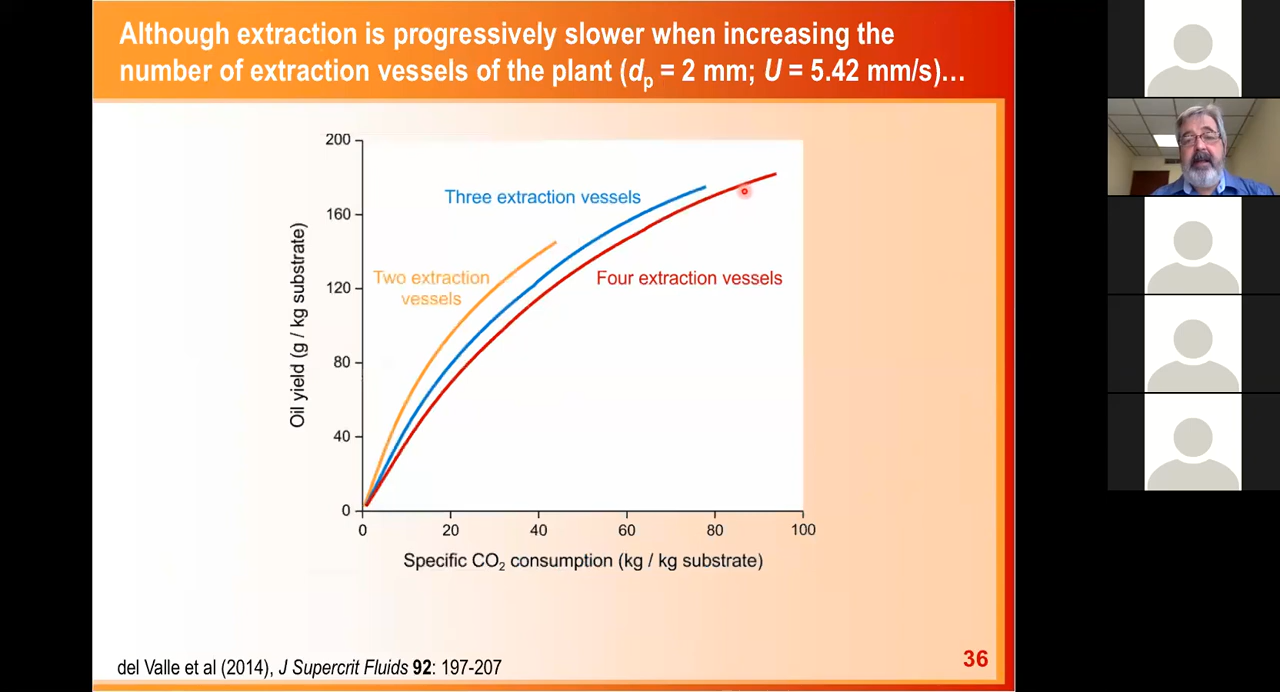 Although extraction is progressively slower when increasing the
number of extraction vessels of the plant (dp = 2 mm; U = 5.42 mm/s)…
200
160
120
80
40
0
Oil yield (g / kg substrate)
Three extraction vessels
Two extraction
vessels
Four extraction vessels
0 20 40 60 80 100
Specific CO2 consumption (kg / kg substrate)
del Valle et al (2014), J Supercrit Fluids 92: 197-207
36